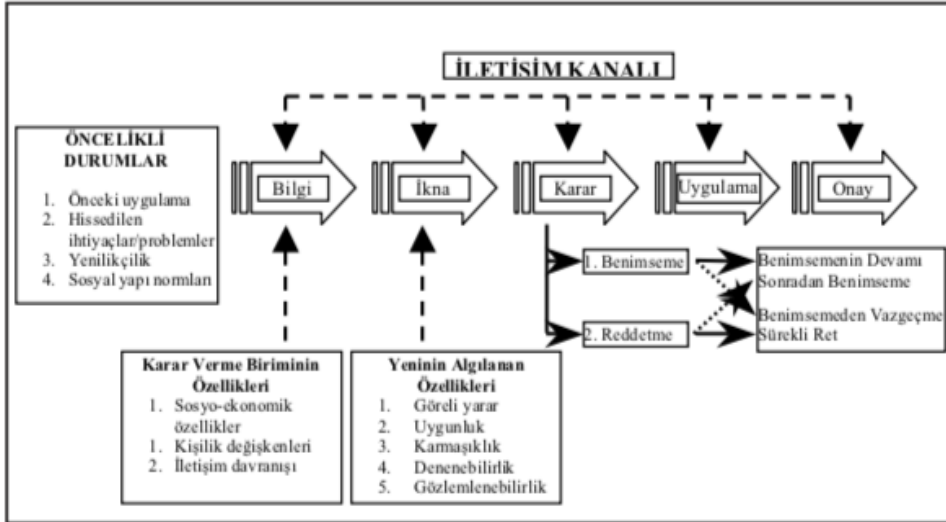 İLETİSİM KANALI
ÖNCELİKLİ
DURUMLAR
1. Önceki uygulama
2. Hissedilen
ihtiyaçlar/problemler
3. Yenilikçilik
4. Sosyal yapı normları
Bilgi
İkna
Karar
Uygulama
Onay
1. Benimseme
2. Reddetme
Benimsemenin Devamı
Sonradan Benimseme
Benimsemeden Vazgeçme
Sürekli Ret
Karar Verme Biriminin
Özellikleri
1. Sosyo-ekonomik
özellikler
1. Kişilik değişkenleri
2. İletişim davranışı
Yeninin Algılanan
Özellikleri
1. Göreli yarar
2. Uygunluk
3. Karmaşıklık
4. Denenebilirlik
5. Gözlemlenebilirlik